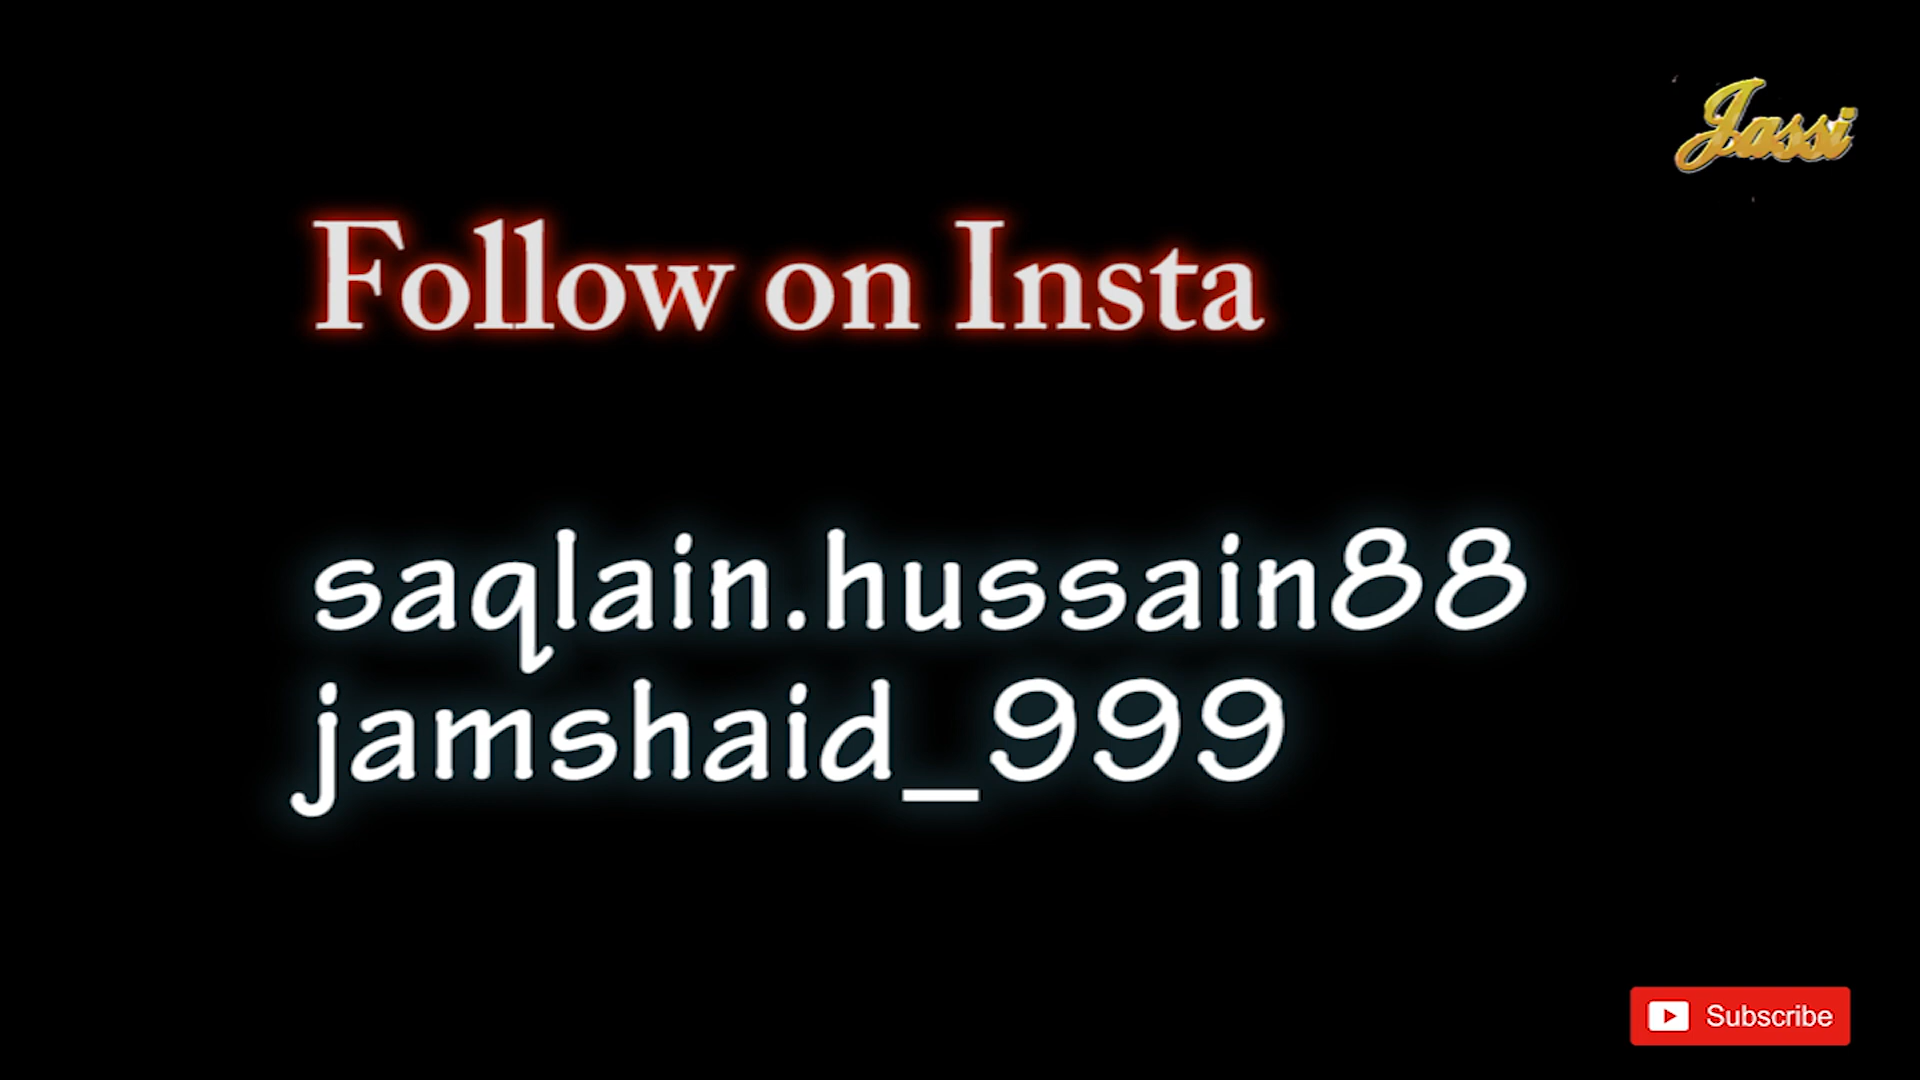 Jassi
Follow on Insta
saqlain.hussain88
jamshaid_999
Subscribe